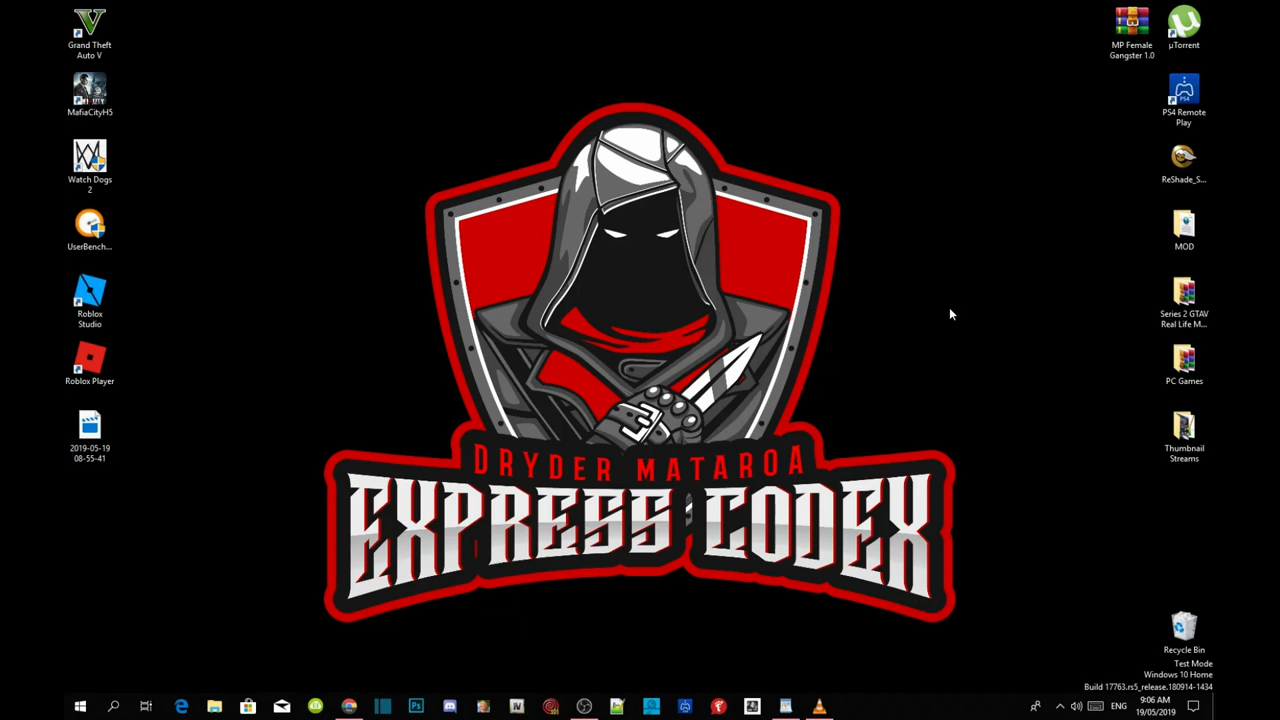 Grand Theft
Auto V
MafiaCityH5
Watch Dogs
2
UserBench...
Roblox
Studio
Roblox Player
2019-05-19
08-55-41
DRYDER MATAROA
EXPRESS CODEX
MP Female
Gangster 1.0
µTorrent
PS4 Remote
Play
ReShade_S...
MOD
Series 2 GTAV
Real Life M...
PC Games
Thumbnail
Streams
Recycle Bin
Test Mode
Windows 10 Home
Build 17763.rs5_release.180914-1434
ENG
9:06 AM
19/05/2019